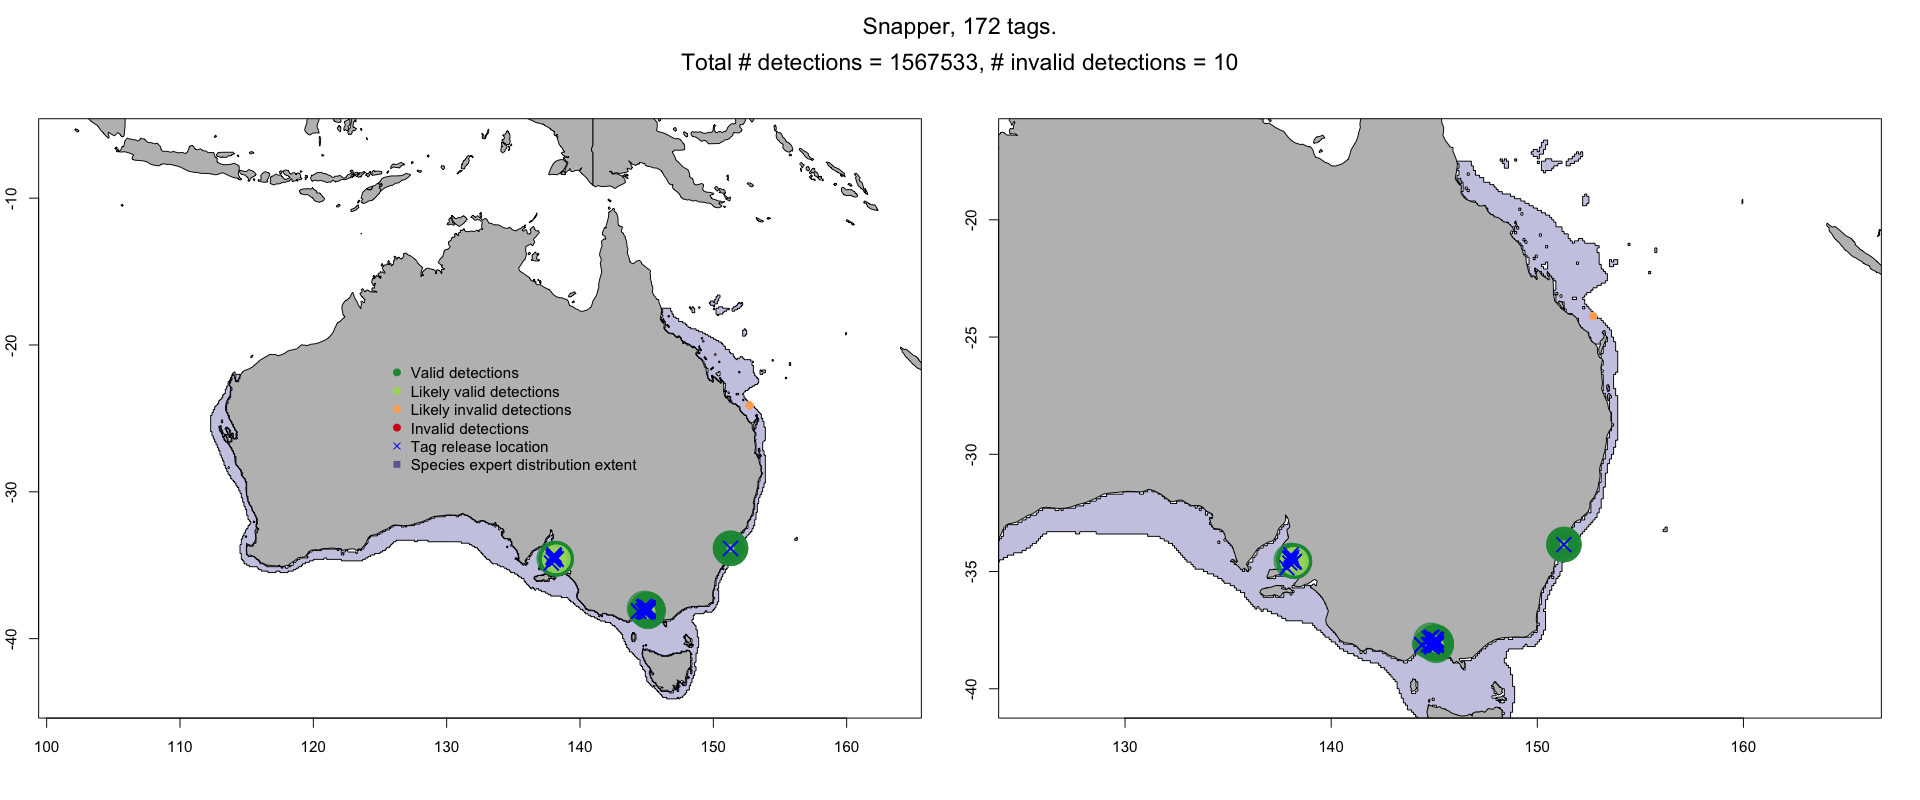 Snapper, 172 tags.
Total # detections = 1567533, # invalid detections = 10
-10
-20
-30
-40
Valid detections
Likely valid detections
Likely invalid detections
Invalid detections
Tag release location
Species expert distribution extent
100 110 120 130 140 150 160
-20
-25
-30
-35
-40
130 140 150 160